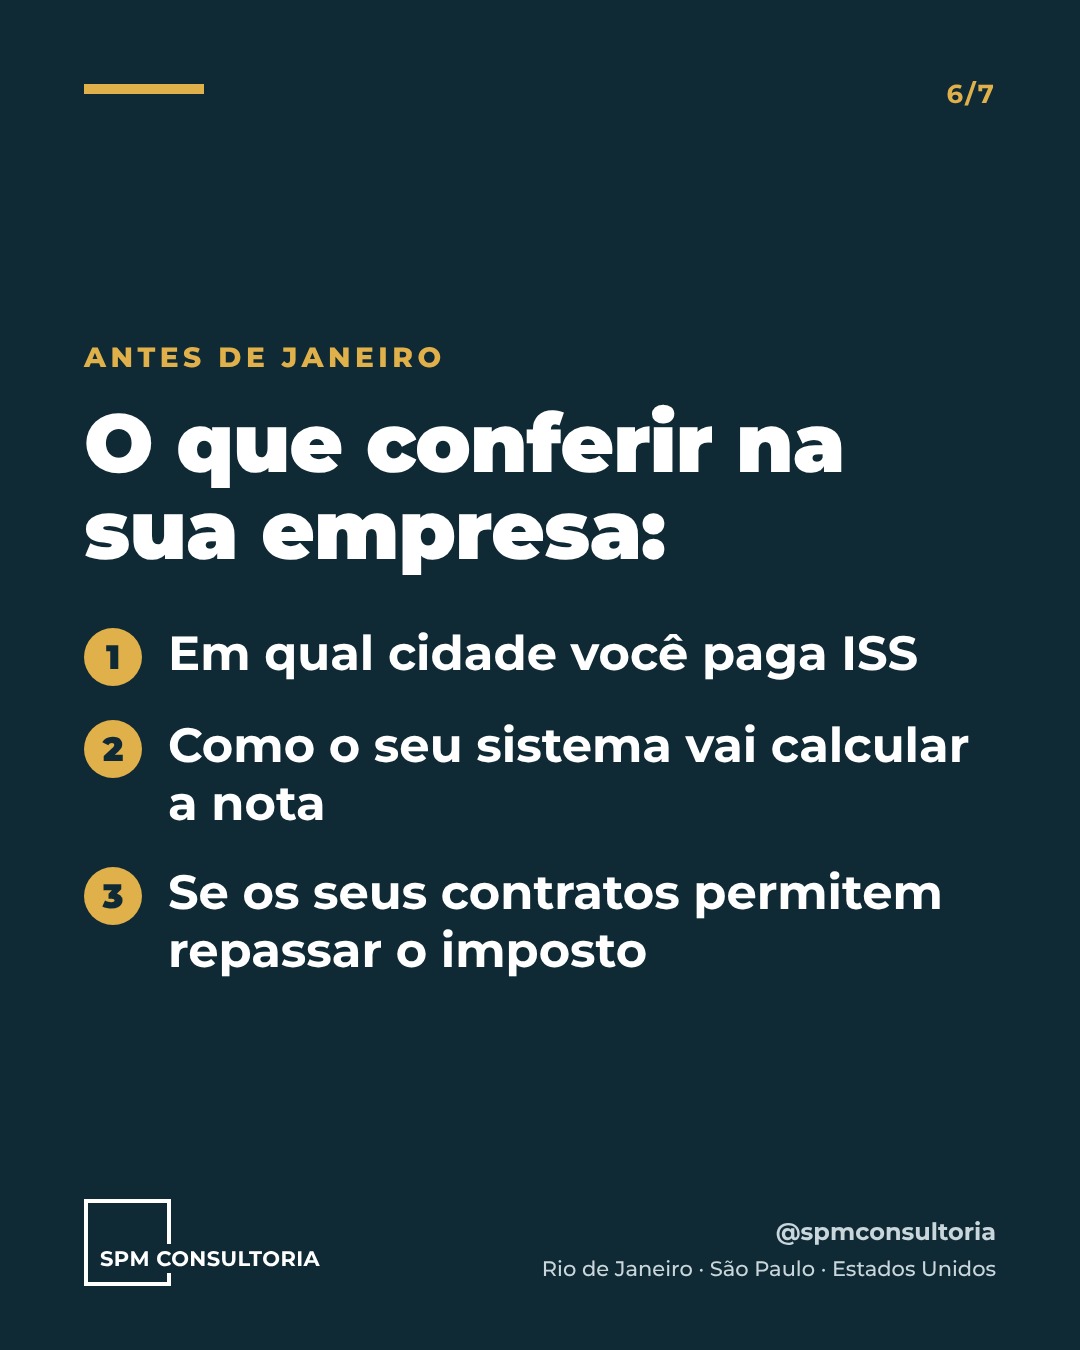 6/7
ANTES DE JANEIRO
O que conferir na
sua empresa:
1 Em qual cidade você paga ISS
2 Como o seu sistema vai calcular
a nota
3 Se os seus contratos permitem
repassar o imposto
SPM CONSULTORIA
@spmconsultoria
Rio de Janeiro · São Paulo · Estados Unidos